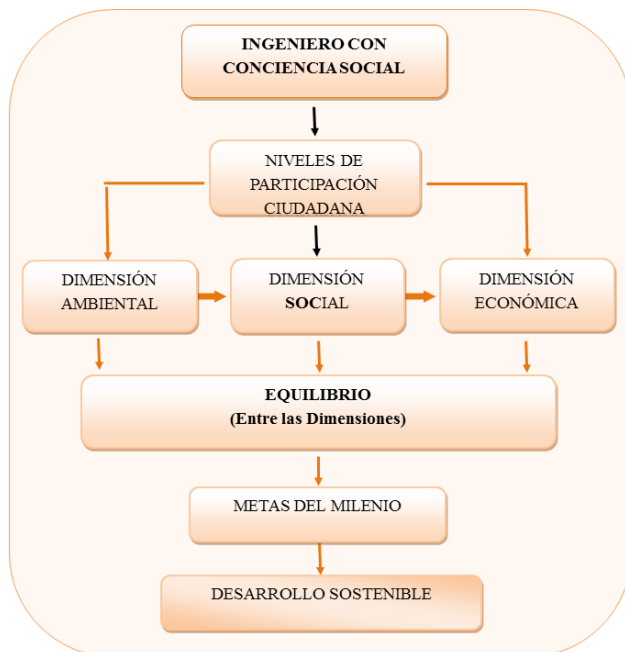 INGENIERO CON
CONCIENCIA SOCIAL
NIVELES DE
PARTICIPACIÓN
CIUDADANA
DIMENSIÓN
AMBIENTAL
DIMENSIÓN
SOCIAL
DIMENSIÓN
ECONÓMICA
EQUILIBRIO
(Entre las Dimensiones)
METAS DEL MILENIO
DESARROLLO SOSTENIBLE